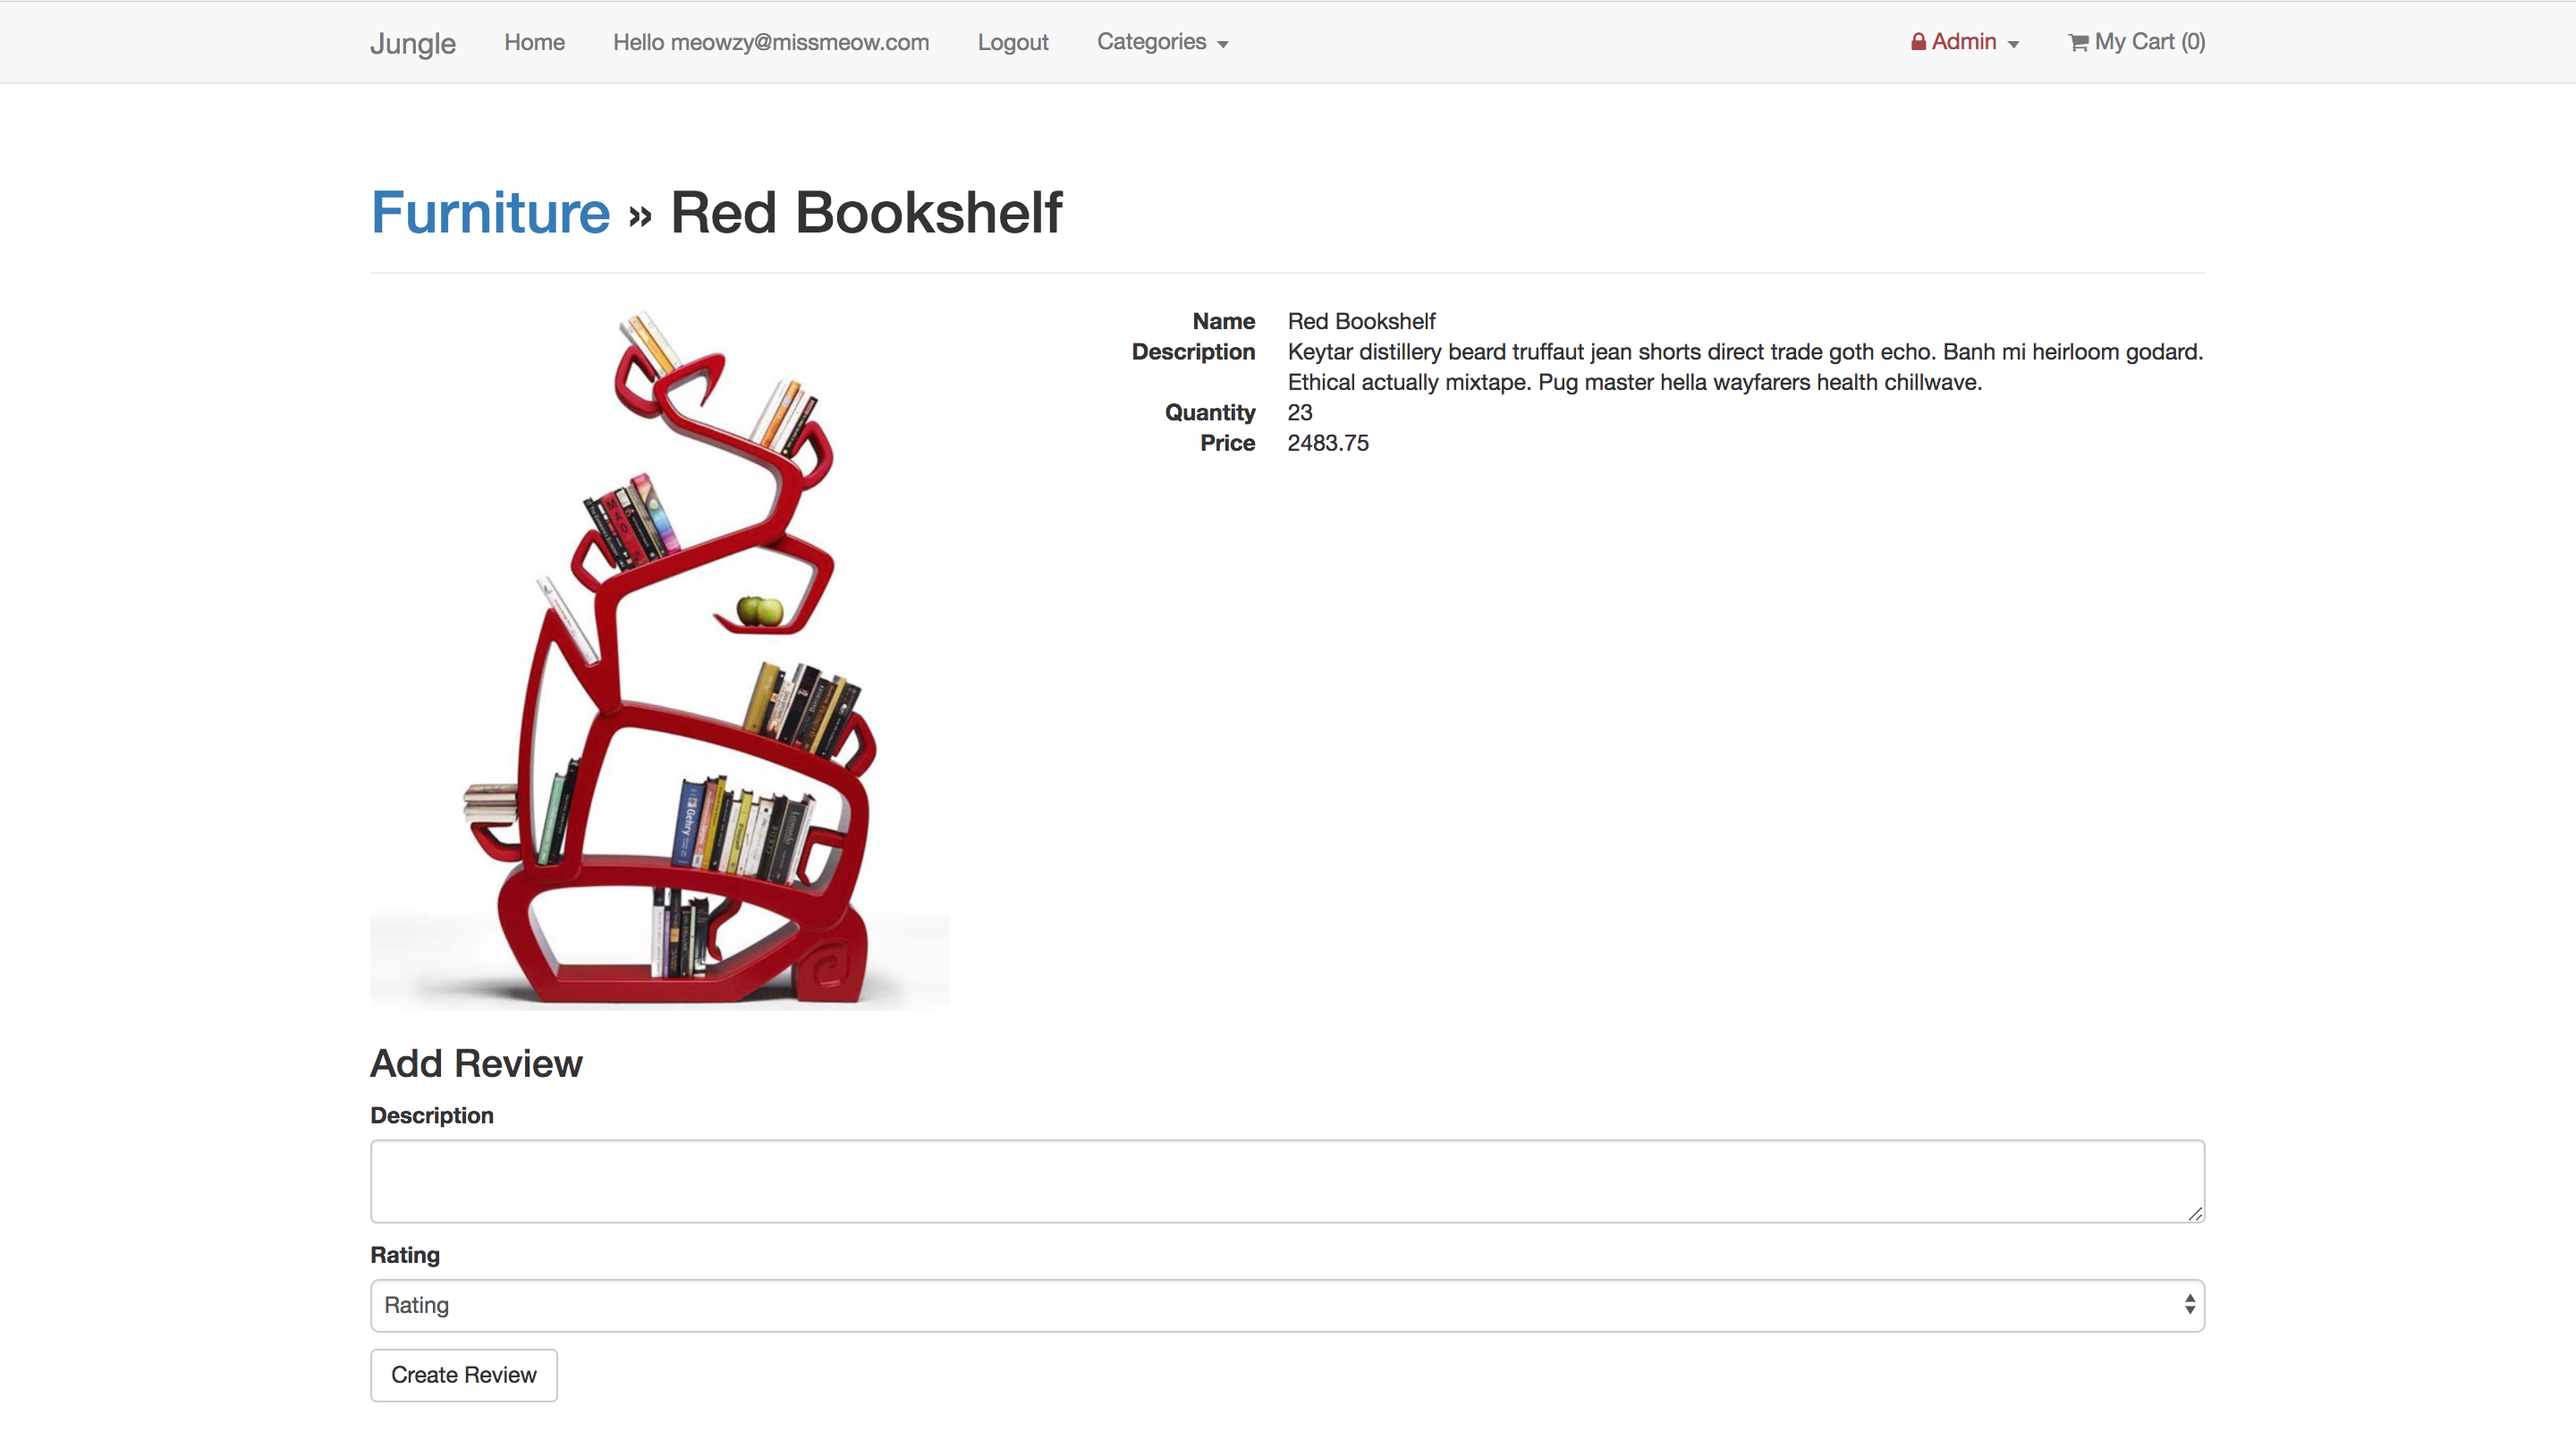 Jungle Home Hello meowzy@missmeow.com Logout Categories Admin My Cart (0)
Furniture » Red Bookshelf
Name Red Bookshelf
Description Keytar distillery beard truffaut jean shorts direct trade goth echo. Banh mi heirloom godard.
Ethical actually mixtape. Pug master hella wayfarers health chillwave.
Quantity 23
Price 2483.75
MAD
Gehry
Add Review
Description
Rating
Rating
Create Review